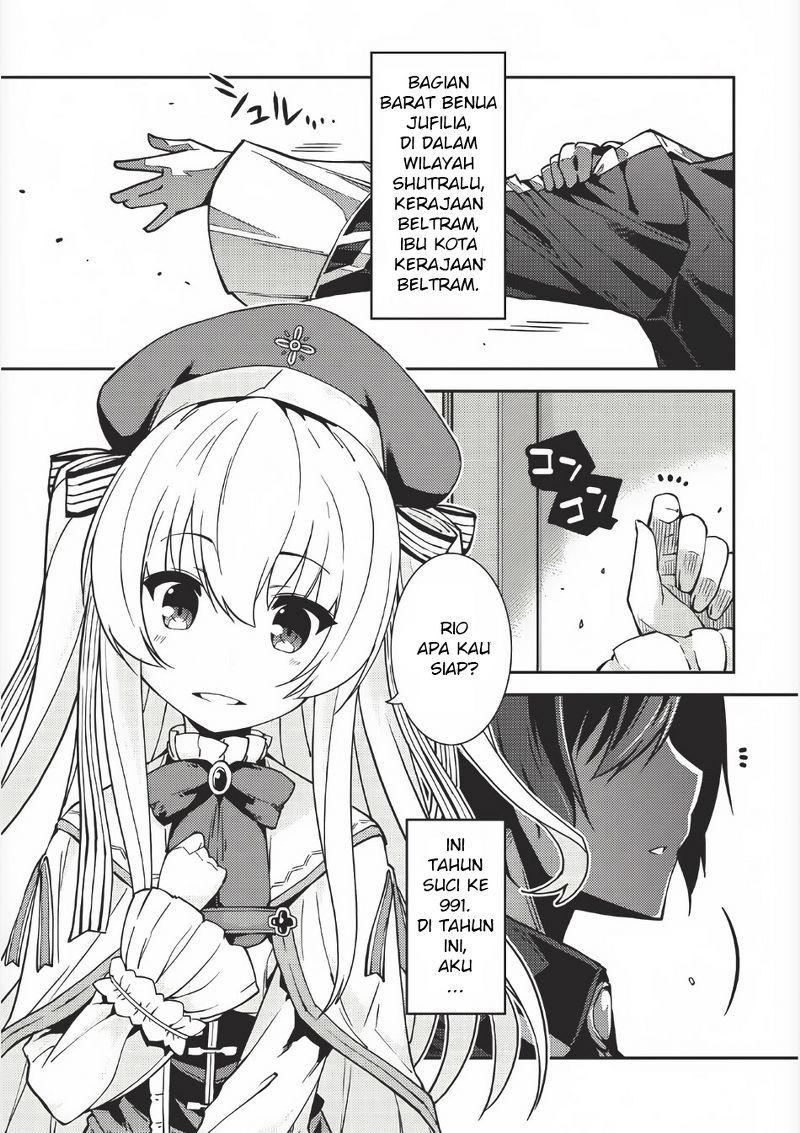 シュル....
BAGIAN
BARAT BENUA
JUFILIA,
DI DALAM
WILAYAH
SHUTRALU,
KERAJAAN
BELTRAM,
IBU KOTA
KERAJAAN
BELTRAM.
コン
コン
RIO
APA KAU
SIAP?
INI
TAHUN
SUCI KE
991.
DI TAHUN
INI,
AKU
...